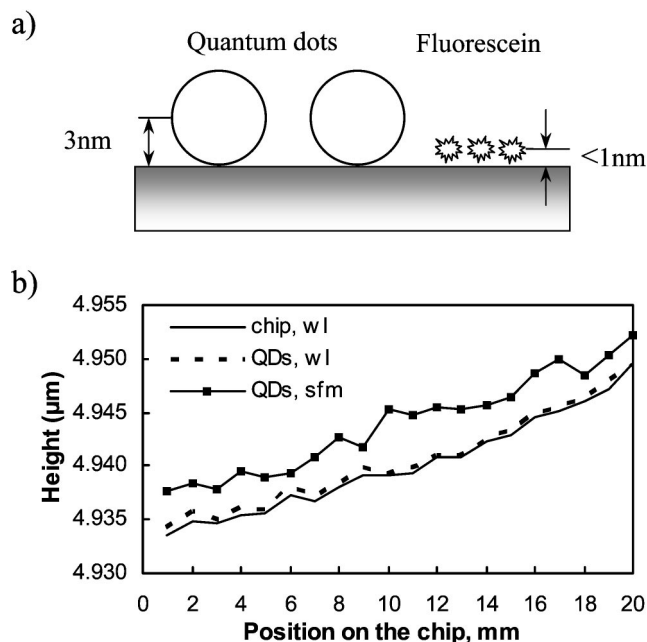 a)
Quantum dots Fluorescein
3nm
<1nm
b)
4.955
4.950
4.945
4.940
4.935
4.930
Height (µm)
chip, wl
QDs, wl
QDs, sfm
0 2 4 6 8 10 12 14 16 18 20
Position on the chip, mm